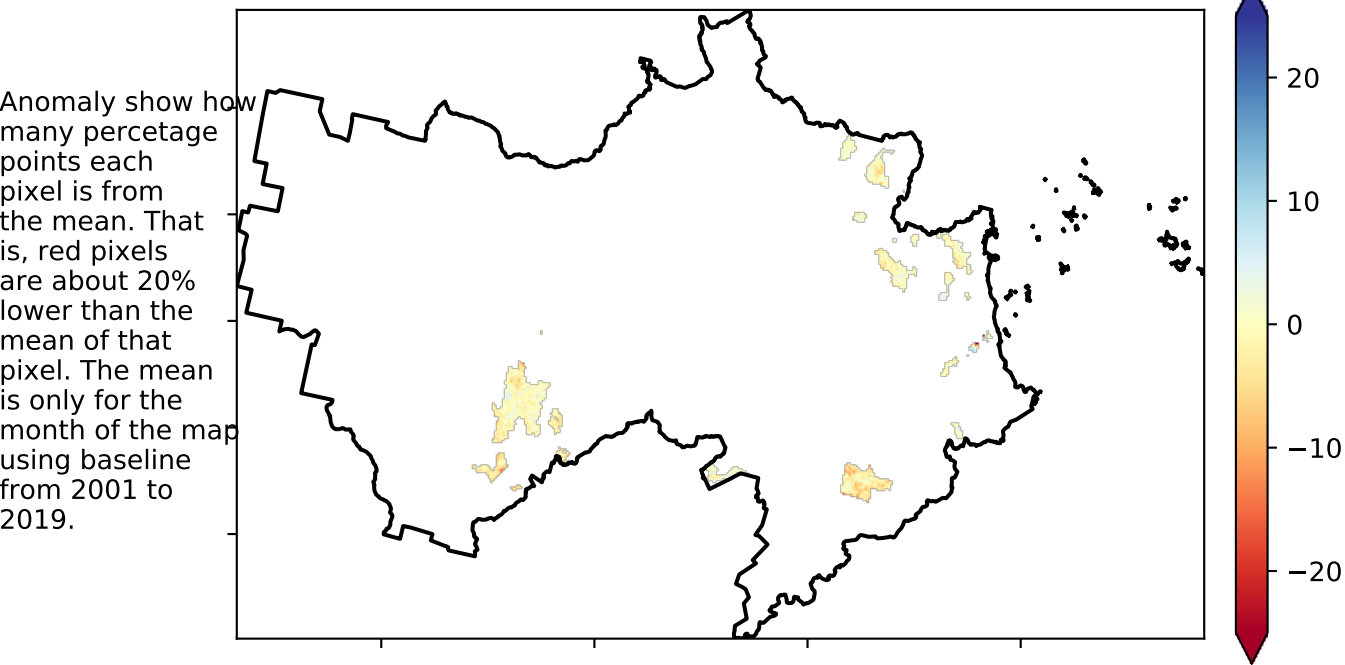 Anomaly show how
many percetage
points each
pixel is from
the mean. That
is, red pixels
are about 20%
lower than the
mean of that
pixel. The mean
is only for the
month of the map
using baseline
from 2001 to
2019.
20
10
0
−10
−20